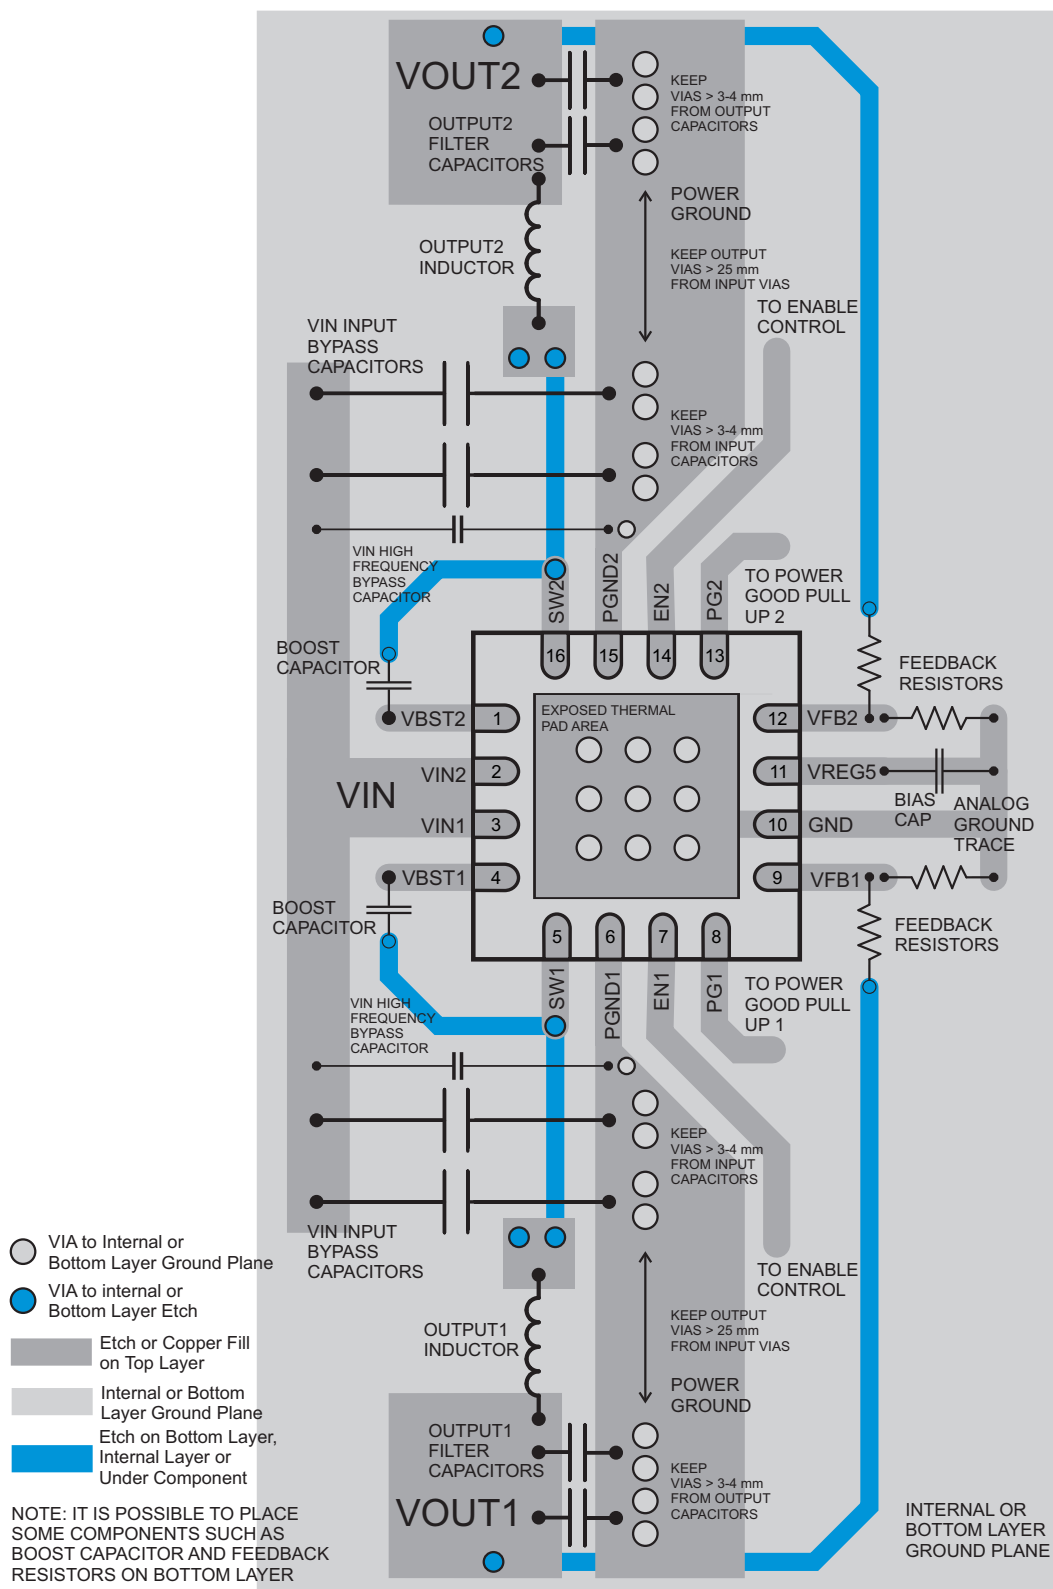 VOUT2
OUTPUT2
FILTER
CAPACITORS
KEEP
VIAS > 3-4 mm
FROM OUTPUT
CAPACITORS
POWER
GROUND
OUTPUT2
INDUCTOR
KEEP OUTPUT
VIAS > 25 mm
FROM INPUT VIAS
TO ENABLE
CONTROL
VIN INPUT
BYPASS
CAPACITORS
KEEP
VIAS > 3-4 mm
FROM INPUT
CAPACITORS
VIN HIGH
FREQUENCY
BYPASS
CAPACITOR
SW2
PGND2
EN2
PG2
TO POWER
GOOD PULL
UP 2
BOOST
CAPACITOR
16
15
14
13
FEEDBACK
RESISTORS
VBST2
1
EXPOSED THERMAL
PAD AREA
12
VFB2
VIN2
2
11
VREG5
VIN
BIAS
CAP
ANALOG
GROUND
TRACE
VIN1
3
10
GND
VBST1
4
9
VFB1
BOOST
CAPACITOR
5
6
7
8
FEEDBACK
RESISTORS
SW1
PGND1
EN1
PG1
TO POWER
GOOD PULL
UP 1
VIN HIGH
FREQUENCY
BYPASS
CAPACITOR
KEEP
VIAS > 3-4 mm
FROM INPUT
CAPACITORS
VIN INPUT
BYPASS
CAPACITORS
TO ENABLE
CONTROL
KEEP OUTPUT
VIAS > 25 mm
FROM INPUT VIAS
OUTPUT1
INDUCTOR
POWER
GROUND
OUTPUT1
FILTER
CAPACITORS
KEEP
VIAS > 3-4 mm
FROM OUTPUT
CAPACITORS
VOUT1
INTERNAL OR
BOTTOM LAYER
GROUND PLANE
VIA to Internal or
Bottom Layer Ground Plane
VIA to internal or
Bottom Layer Etch
Etch or Copper Fill
on Top Layer
Internal or Bottom
Layer Ground Plane
Etch on Bottom Layer,
Internal Layer or
Under Component
NOTE: IT IS POSSIBLE TO PLACE
SOME COMPONENTS SUCH AS
BOOST CAPACITOR AND FEEDBACK
RESISTORS ON BOTTOM LAYER